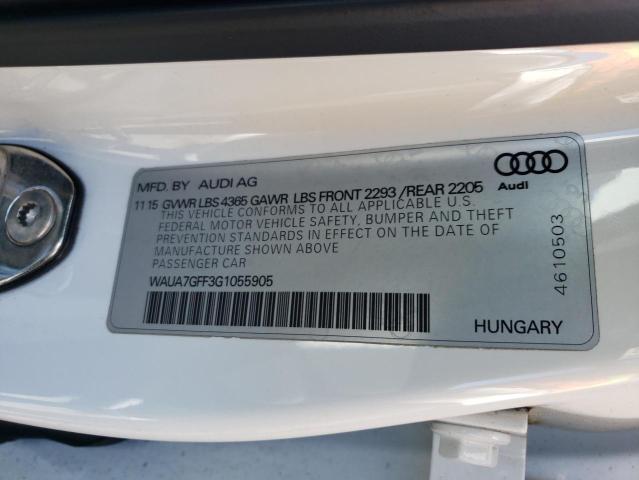 MFD. BY AUDI AG
Audi
11 15 GVWR LBS 4365 GAWR LBS FRONT 2293 /REAR 2205
THIS VEHICLE CONFORMS TO ALL APPLICABLE U.S.
FEDERAL MOTOR VEHICLE SAFETY, BUMPER AND THEFT
PREVENTION STANDARDS IN EFFECT ON THE DATE OF
MANUFACTURE SHOWN ABOVE
PASSENGER CAR
WAUA7GFF3G1055905
4610503
HUNGARY